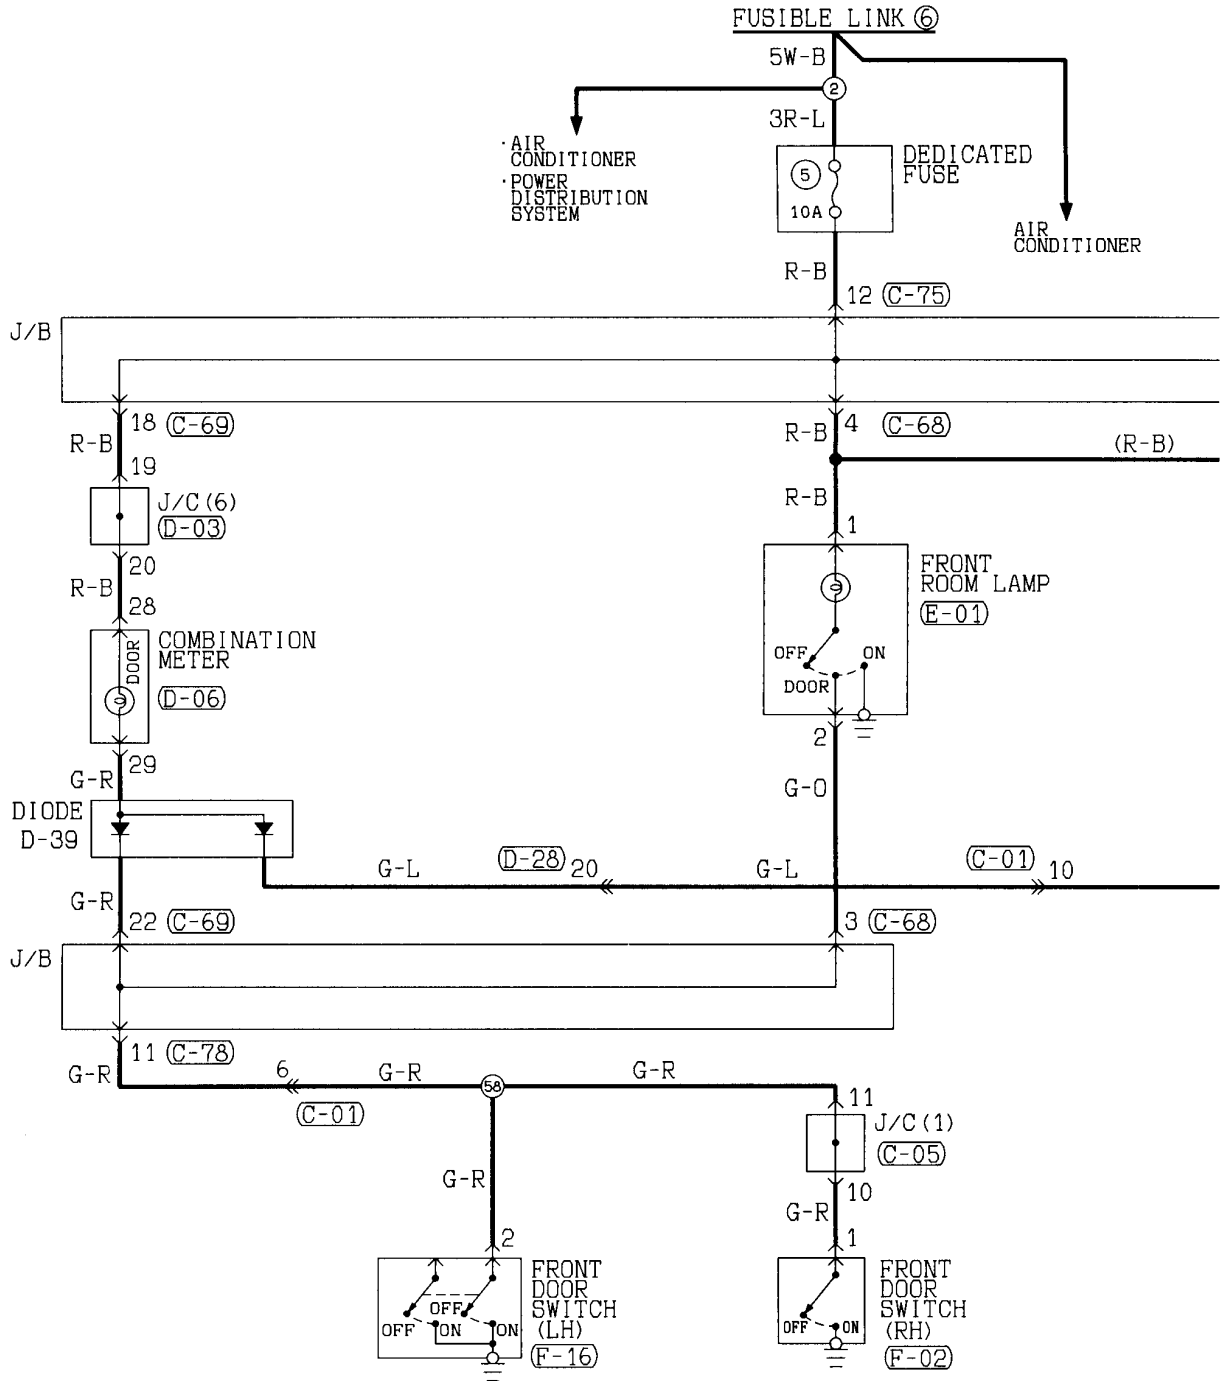 FUSIBLE LINK ⑥
5W-B
②
3R-L
·AIR
CONDITIONER
·POWER
DISTRIBUTION
SYSTEM
⑤
10A
DEDICATED
FUSE
AIR
CONDITIONER
R-B
12 (C-75)
J/B
18 (C-69)
R-B
19
4 (C-68)
R-B
(R-B)
R-B
1
J/C(6)
(D-03)
20
R-B
28
FRONT
ROOM LAMP
(E-01)
OFF
ON
DOOR
DOOR
COMBINATION
METER
(D-06)
29
G-R
2
G-O
DIODE
D-39
G-L
(D-28) 20
G-L
(C-01) 10
G-R
22 (C-69)
3 (C-68)
J/B
11 (C-78)
G-R
6
(C-01)
G-R
58
G-R
11
J/C(1)
(C-05)
10
G-R
G-R
2
1
FRONT
DOOR
SWITCH
(LH)
(F-16)
OFF
OFF
ON
ON
FRONT
DOOR
SWITCH
(RH)
(F-02)
OFF
ON